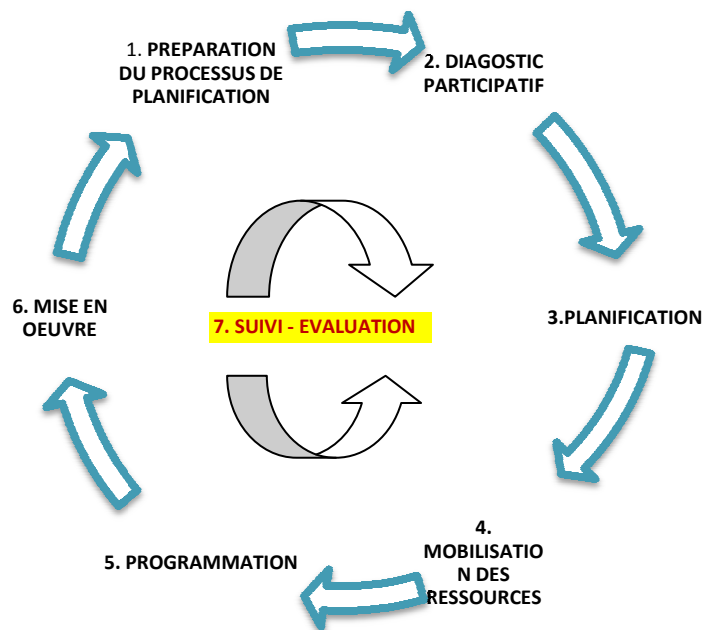 1. PREPARATION
DU PROCESSUS DE
PLANIFICATION
2. DIAGOSTIC
PARTICIPATIF
3.PLANIFICATION
4.
MOBILISATIO
N DES
RESSOURCES
5. PROGRAMMATION
6. MISE EN
OEUVRE
7. SUIVI - EVALUATION